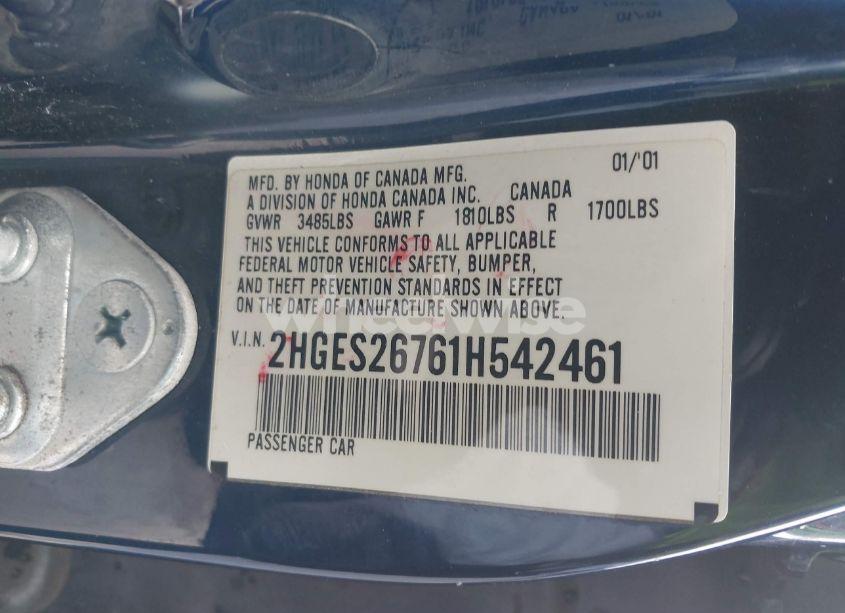 MFD. BY HONDA OF CANADA MFG. 01/'01
A DIVISION OF HONDA CANADA INC. CANADA
GVWR 3485LBS GAWR F 1810LBS R 1700LBS
THIS VEHICLE CONFORMS TO ALL APPLICABLE
FEDERAL MOTOR VEHICLE SAFETY, BUMPER,
AND THEFT PREVENTION STANDARDS IN EFFECT
ON THE DATE OF MANUFACTURE SHOWN ABOVE.
wheelwise
V.I.N. 2HGES26761H542461
PASSENGER CAR